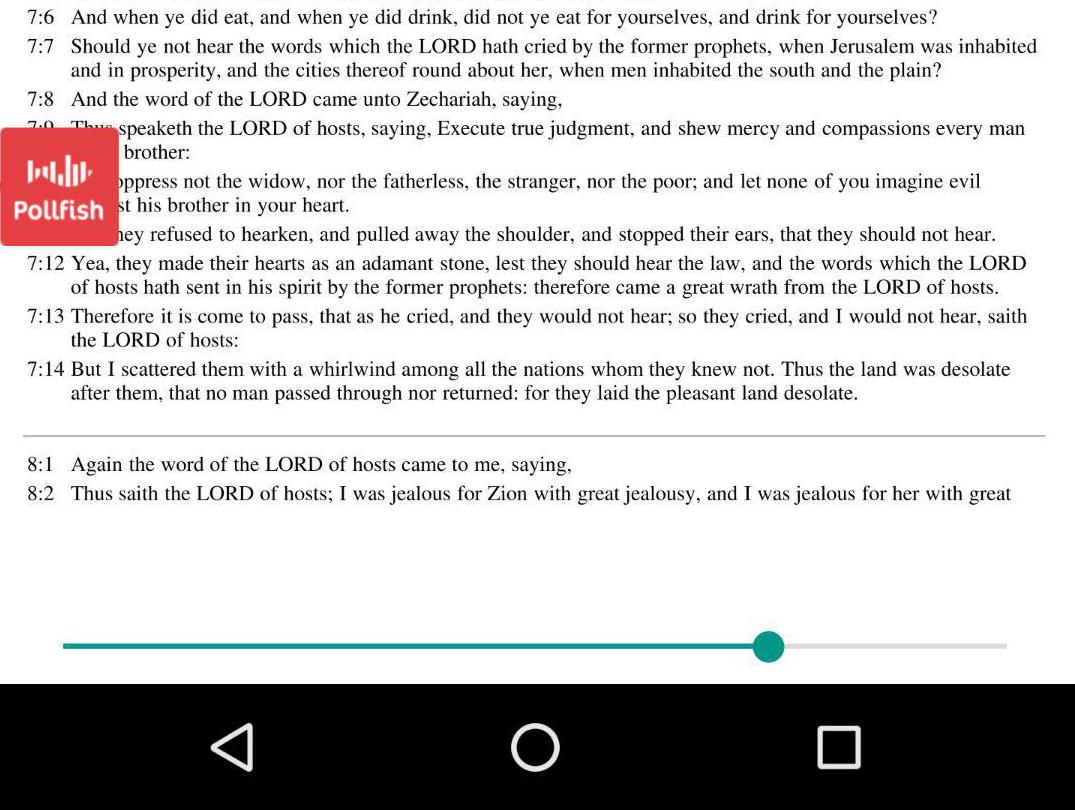 7:6 And when ye did eat, and when ye did drink, did not ye eat for yourselves, and drink for yourselves?
7:7 Should ye not hear the words which the LORD hath cried by the former prophets, when Jerusalem was inhabited
and in prosperity, and the cities thereof round about her, when men inhabited the south and the plain?
7:8 And the word of the LORD came unto Zechariah, saying,
7:9 Thus speaketh the LORD of hosts, saying, Execute true judgment, and shew mercy and compassions every man
brother:
oppress not the widow, nor the fatherless, the stranger, nor the poor; and let none of you imagine evil
st his brother in your heart.
Pollfish
hey refused to hearken, and pulled away the shoulder, and stopped their ears, that they should not hear.
7:12 Yea, they made their hearts as an adamant stone, lest they should hear the law, and the words which the LORD
of hosts hath sent in his spirit by the former prophets: therefore came a great wrath from the LORD of hosts.
7:13 Therefore it is come to pass, that as he cried, and they would not hear; so they cried, and I would not hear, saith
the LORD of hosts:
7:14 But I scattered them with a whirlwind among all the nations whom they knew not. Thus the land was desolate
after them, that no man passed through nor returned: for they laid the pleasant land desolate.
8:1 Again the word of the LORD of hosts came to me, saying,
8:2 Thus saith the LORD of hosts; I was jealous for Zion with great jealousy, and I was jealous for her with great